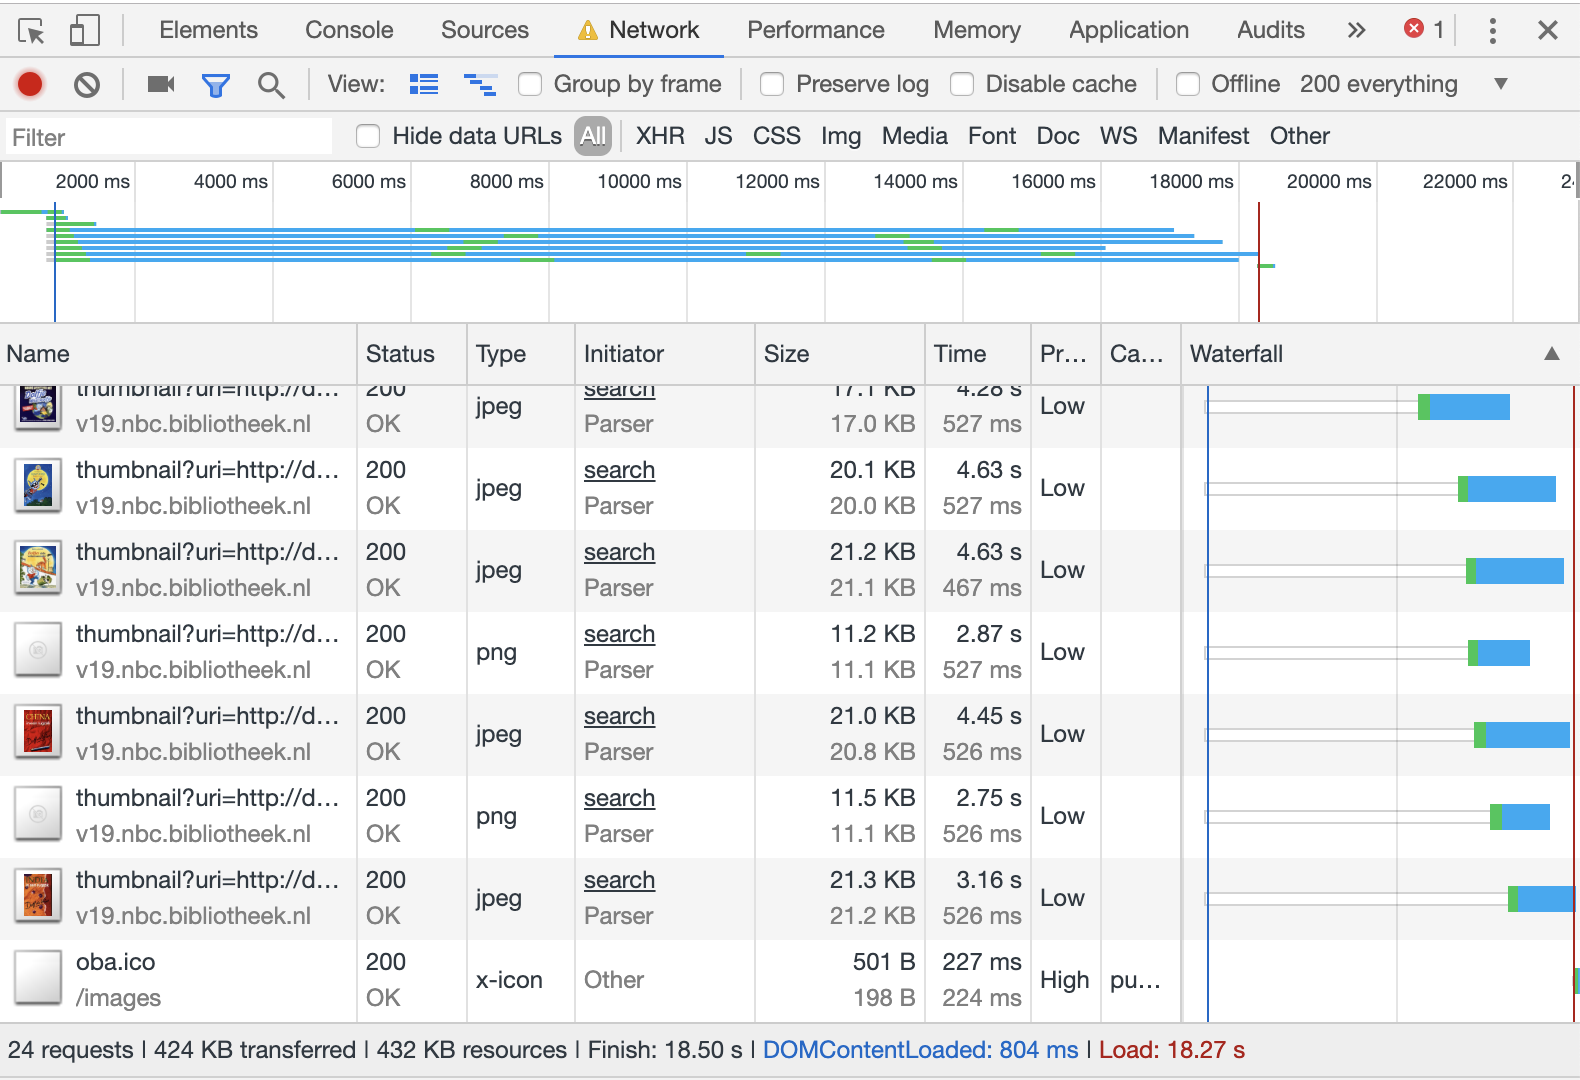 Elements Console Sources Network Performance Memory Application Audits » 1
View: Group by frame Preserve log Disable cache Offline 200 everything ▼
Filter Hide data URLs All XHR JS CSS Img Media Font Doc WS Manifest Other
2000 ms 4000 ms 6000 ms 8000 ms 10000 ms 12000 ms 14000 ms 16000 ms 18000 ms 20000 ms 22000 ms
Name Status Type Initiator Size Time Pr... Ca... Waterfall ▲
thumbnail?uri=http://d... 200 jpeg search 17.1 KB 4.28 s Low
v19.nbc.bibliotheek.nl OK Parser 17.0 KB 527 ms
thumbnail?uri=http://d... 200 jpeg search 20.1 KB 4.63 s Low
v19.nbc.bibliotheek.nl OK Parser 20.0 KB 527 ms
thumbnail?uri=http://d... 200 jpeg search 21.2 KB 4.63 s Low
v19.nbc.bibliotheek.nl OK Parser 21.1 KB 467 ms
thumbnail?uri=http://d... 200 png search 11.2 KB 2.87 s Low
v19.nbc.bibliotheek.nl OK Parser 11.1 KB 527 ms
CHINA thumbnail?uri=http://d... 200 jpeg search 21.0 KB 4.45 s Low
v19.nbc.bibliotheek.nl OK Parser 20.8 KB 526 ms
thumbnail?uri=http://d... 200 png search 11.5 KB 2.75 s Low
v19.nbc.bibliotheek.nl OK Parser 11.1 KB 526 ms
thumbnail?uri=http://d... 200 jpeg search 21.3 KB 3.16 s Low
v19.nbc.bibliotheek.nl OK Parser 21.2 KB 526 ms
oba.ico 200 x-icon Other 501 B 227 ms High pu...
/images OK 198 B 224 ms
24 requests | 424 KB transferred | 432 KB resources | Finish: 18.50 s | DOMContentLoaded: 804 ms | Load: 18.27 s